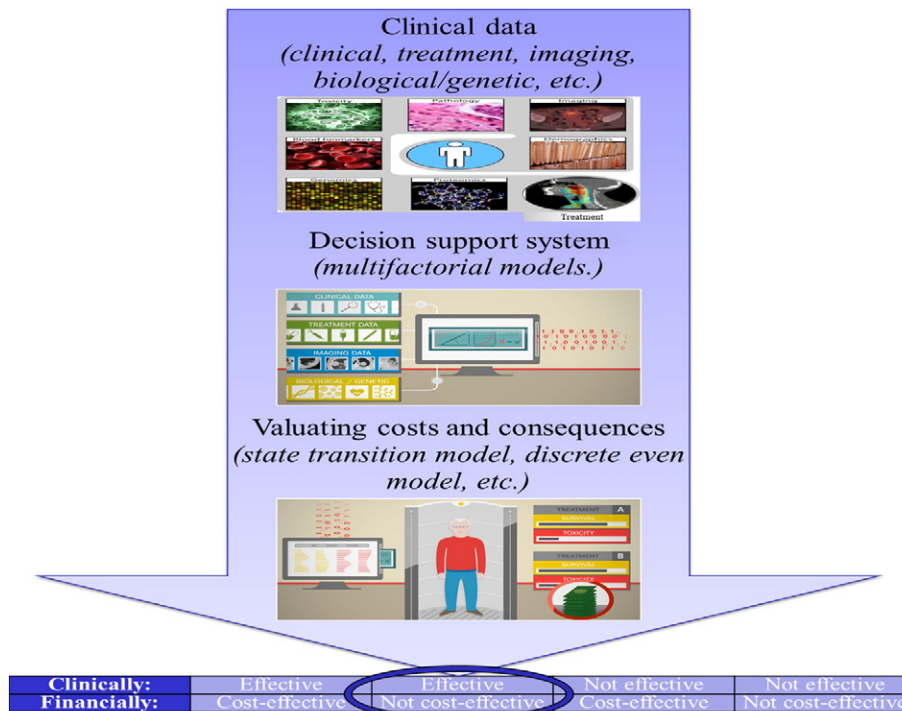 Clinical data
(clinical, treatment, imaging,
biological/genetic, etc.)
Toxicity
Pathology
Imaging
Blood biomarkers
Demographics
Genomics
Proteomics
Treatment
Decision support system
(multifactorial models.)
CLINICAL DATA
TREATMENT DATA
IMAGING DATA
BIOLOGICAL / GENETIC
Valuating costs and consequences
(state transition model, discrete even
model, etc.)
TREATMENT A
SURVIVAL
TOXICITY
TREATMENT B
SURVIVAL
TOXICITY
Clinically: Effective Effective Not effective Not effective
Financially: Cost-effective Not cost-effective Cost-effective Not cost-effective